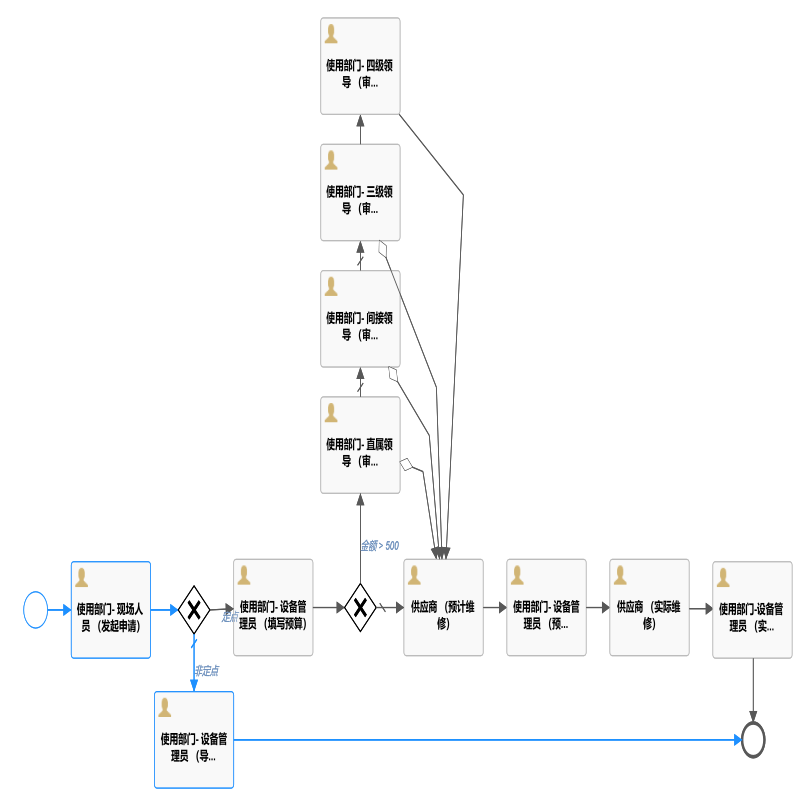 使用部门- 四级领
导 （审...
使用部门- 三级领
导 （审...
使用部门- 间接领
导 （审...
使用部门- 直属领
导 （审...
金额 > 500
使用部门- 现场人
员 （发起申请）
定点
使用部门- 设备管
理员 （填写预算）
供应商 （预计维
修）
使用部门- 设备管
理员 （预...
供应商 （实际维
修）
使用部门-设备管
理员 （实...
非定点
使用部门- 设备管
理员 （导...